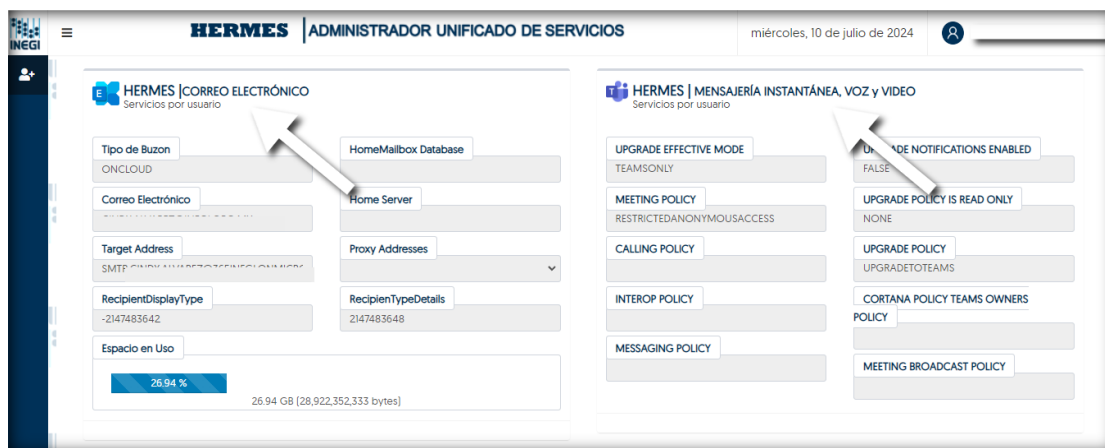 INEGI
HERMES | ADMINISTRADOR UNIFICADO DE SERVICIOS
miércoles, 10 de julio de 2024
HERMES |CORREO ELECTRÓNICO
Servicios por usuario
Tipo de Buzon
ONCLOUD
HomeMailbox Database
Correo Electrónico
Home Server
Target Address
Proxy Addresses
RecipientDisplayType
-2147483642
RecipienTypeDetails
2147483648
Espacio en Uso
26.94 %
26.94 GB (28,922,352,333 bytes)
HERMES | MENSAJERÍA INSTANTÁNEA, VOZ y VIDEO
Servicios por usuario
UPGRADE EFFECTIVE MODE
TEAMSONLY
NOTIFICATIONS ENABLED
FALSE
MEETING POLICY
RESTRICTEDANONYMOUSACCESS
UPGRADE POLICY IS READ ONLY
NONE
CALLING POLICY
UPGRADE POLICY
UPGRADETOTEAMS
INTEROP POLICY
CORTANA POLICY TEAMS OWNERS
POLICY
MESSAGING POLICY
MEETING BROADCAST POLICY